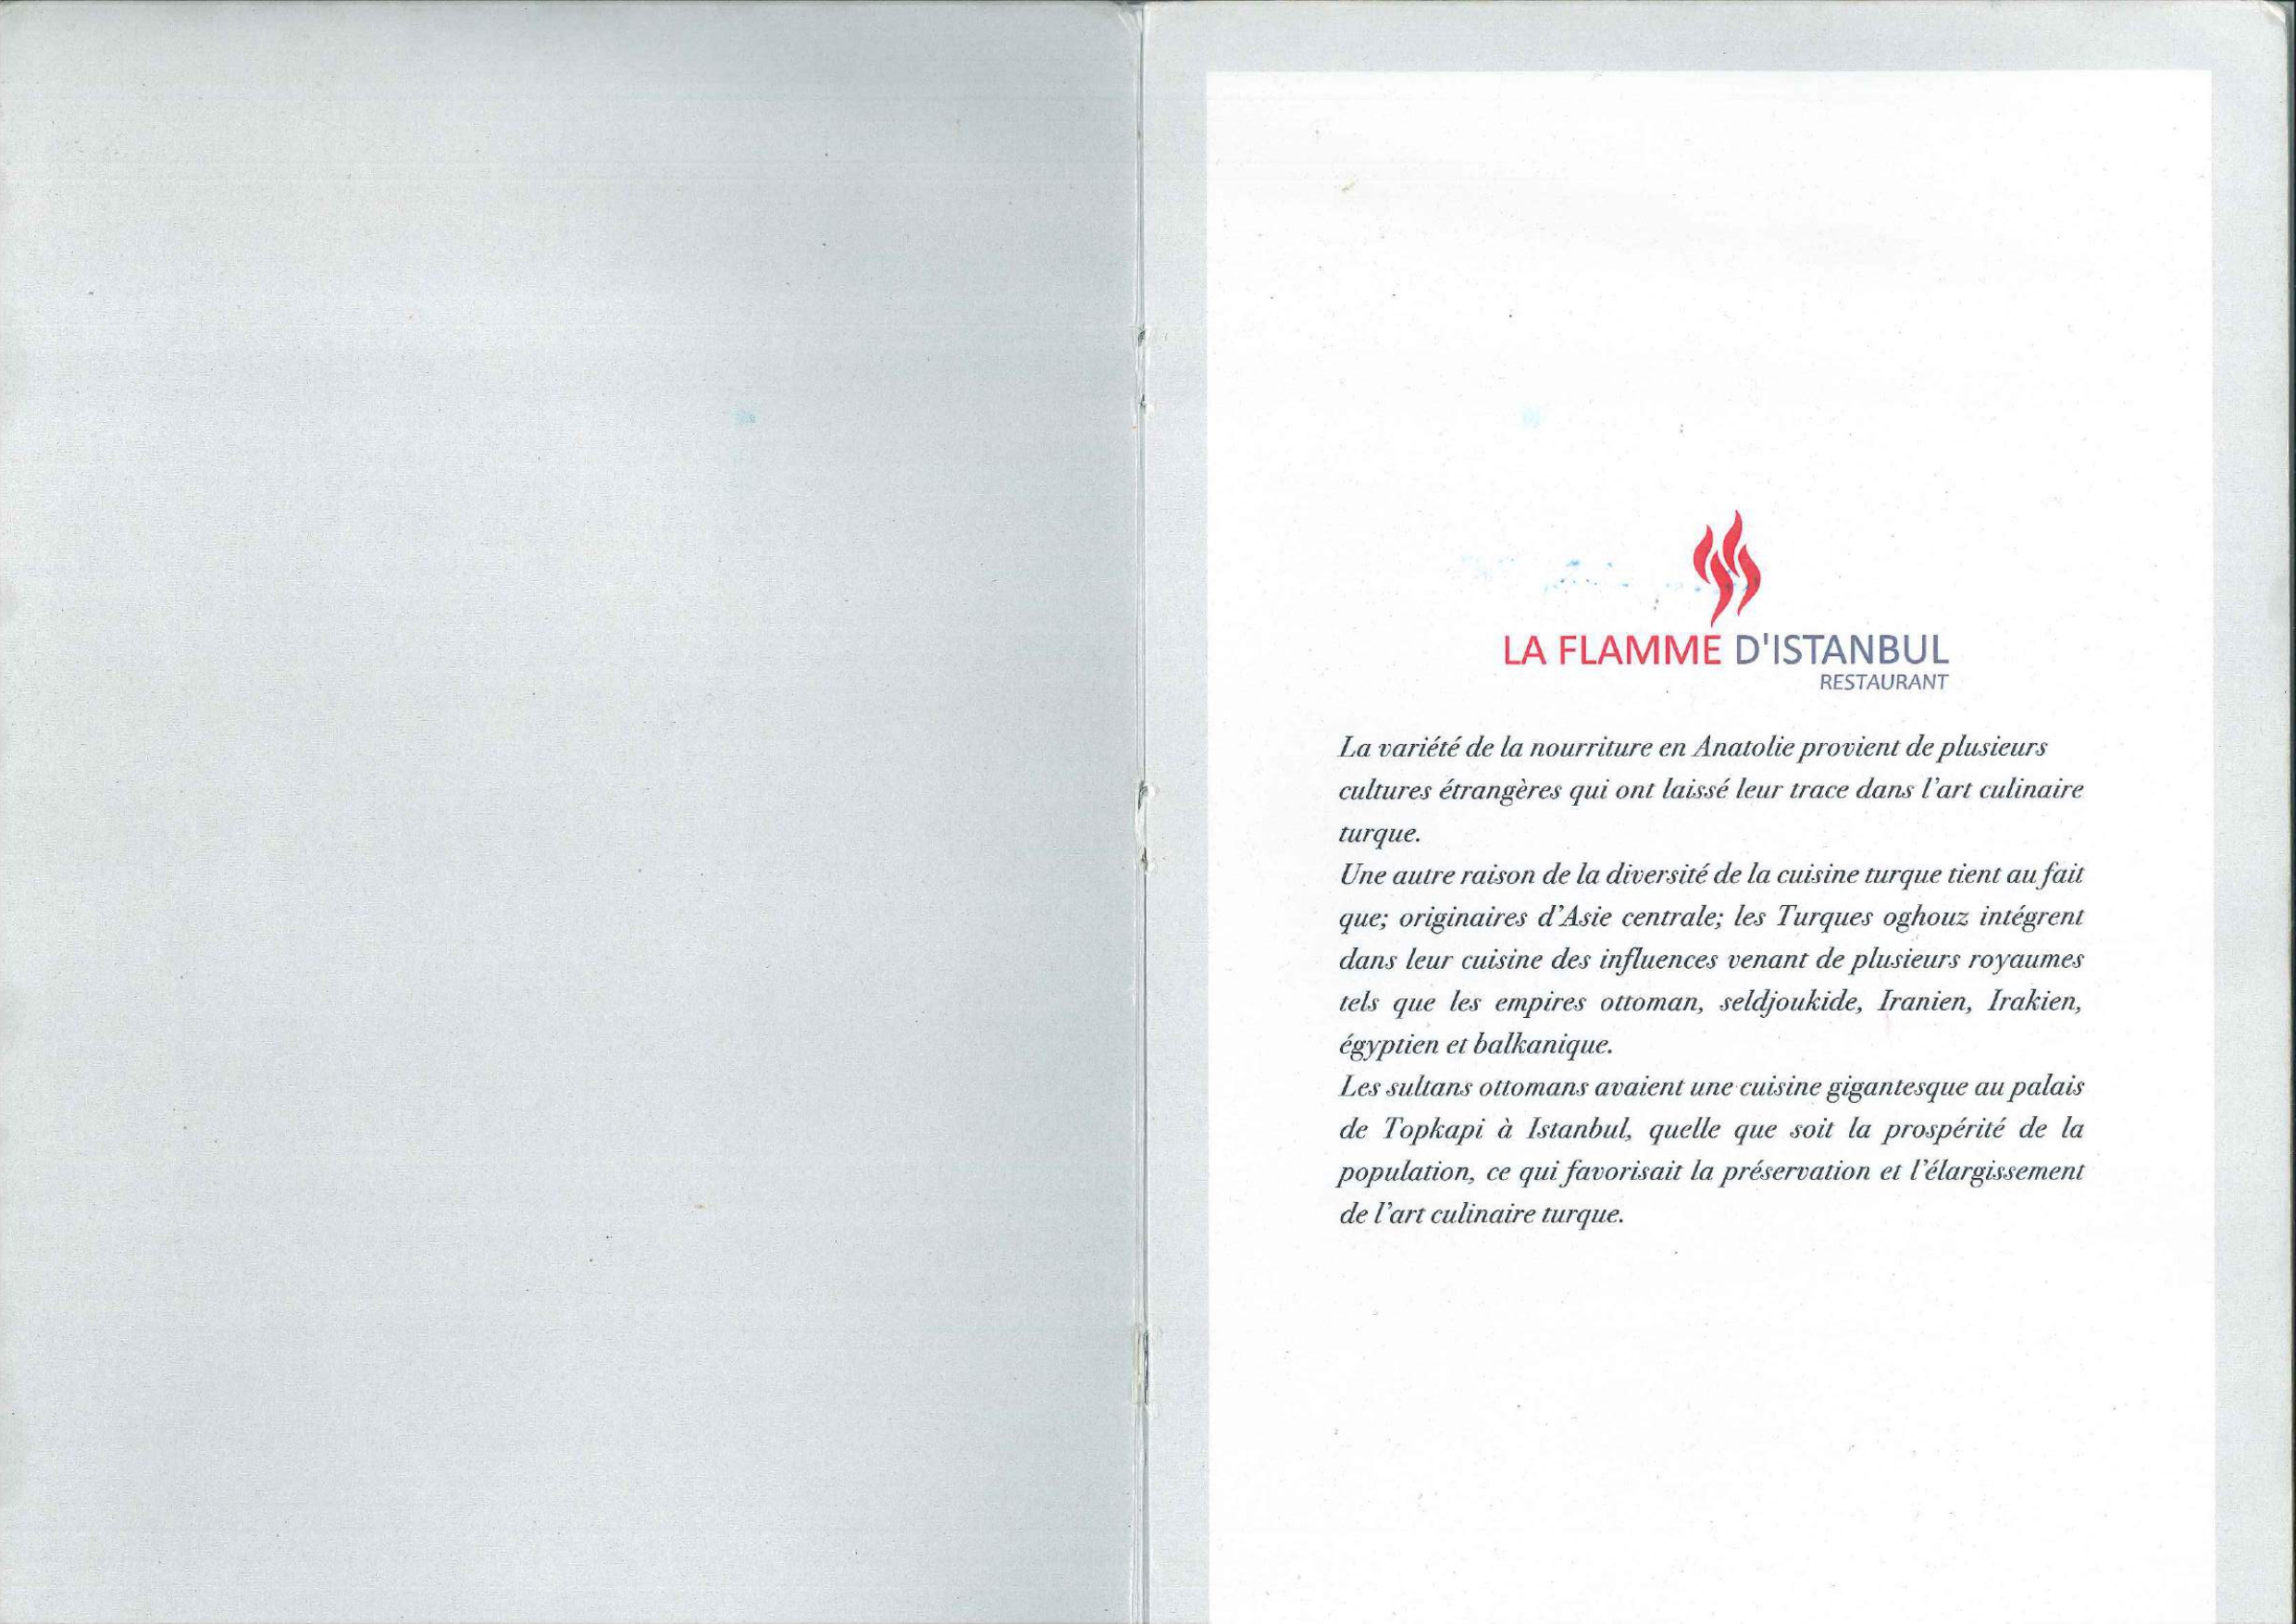 LA FLAMME D'ISTANBUL
RESTAURANT
La variété de la nourriture en Anatolie provient de plusieurs
cultures étrangères qui ont laissé leur trace dans l'art culinaire
turque.
Une autre raison de la diversité de la cuisine turque tient au fait
que; originaires d'Asie centrale; les Turques oghouz intégrent
dans leur cuisine des influences venant de plusieurs royaumes
tels que les empires ottoman, seldjoukide, Iranien, Irakien,
égyptien et balkanique.
Les sultans ottomans avaient une cuisine gigantesque au palais
de Topkapi à Istanbul, quelle que soit la prospérité de la
population, ce qui favorisait la préservation et l'élargissement
de l'art culinaire turque.